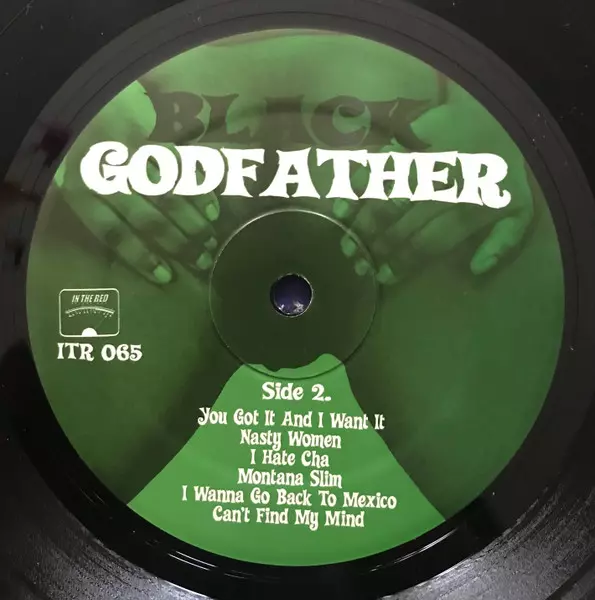 BLACK
GODFATHER
IN THE RED
ITR 065
Side 2.
You Got It And I Want It
Nasty Women
I Hate Cha
Montana Slim
I Wanna Go Back To Mexico
Can't Find My Mind